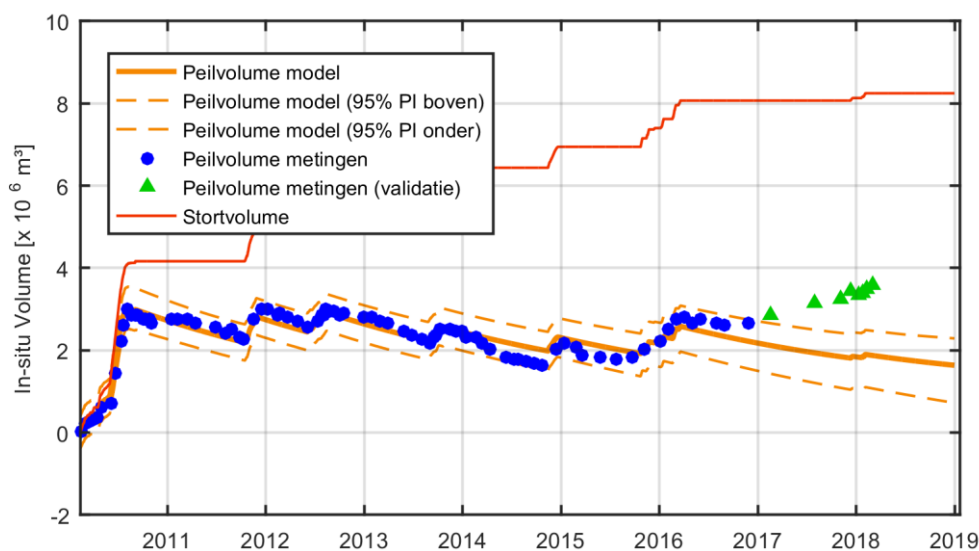 10
8
6
4
2
0
-2
In-situ Volume [x 10 ⁶ m³]
Peilvolume model
Peilvolume model (95% PI boven)
Peilvolume model (95% PI onder)
Peilvolume metingen
Peilvolume metingen (validatie)
Stortvolume
2011 2012 2013 2014 2015 2016 2017 2018 2019